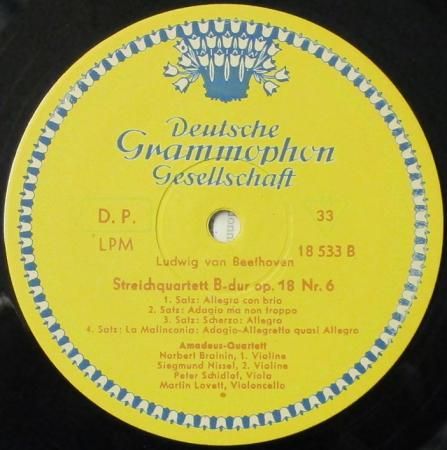 Deutsche
Grammophon
Gesellschaft
D. P.
33
LPM
18 533 B
Ludwig van Beethoven
Streichquartett B-dur op. 18 Nr. 6
1. Satz: Allegro con brio
2. Satz: Adagio ma non troppo
3. Satz: Scherzo: Allegro
4. Satz: La Malinconia: Adagio-Allegretto quasi Allegro
Amadeus-Quartett
Norbert Brainin, 1. Violine
Siegmund Nissel, 2. Violine
Peter Schidlof, Viola
Martin Lovett, Violoncello